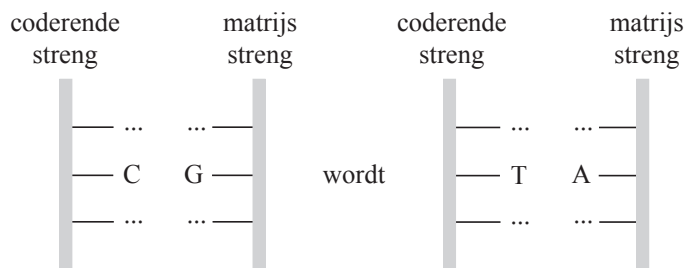 coderende matrijs coderende matrijs
streng streng streng streng
... ... ... ...
C G wordt T A
... ... ... ...